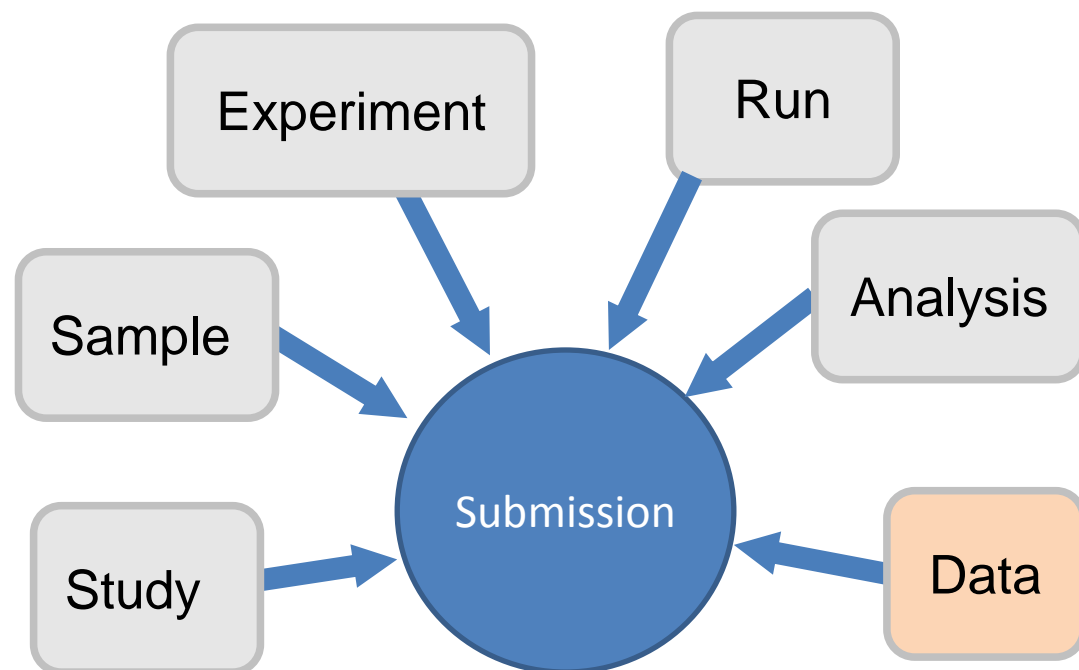 Experiment
Run
Sample
Analysis
Submission
Study
Data